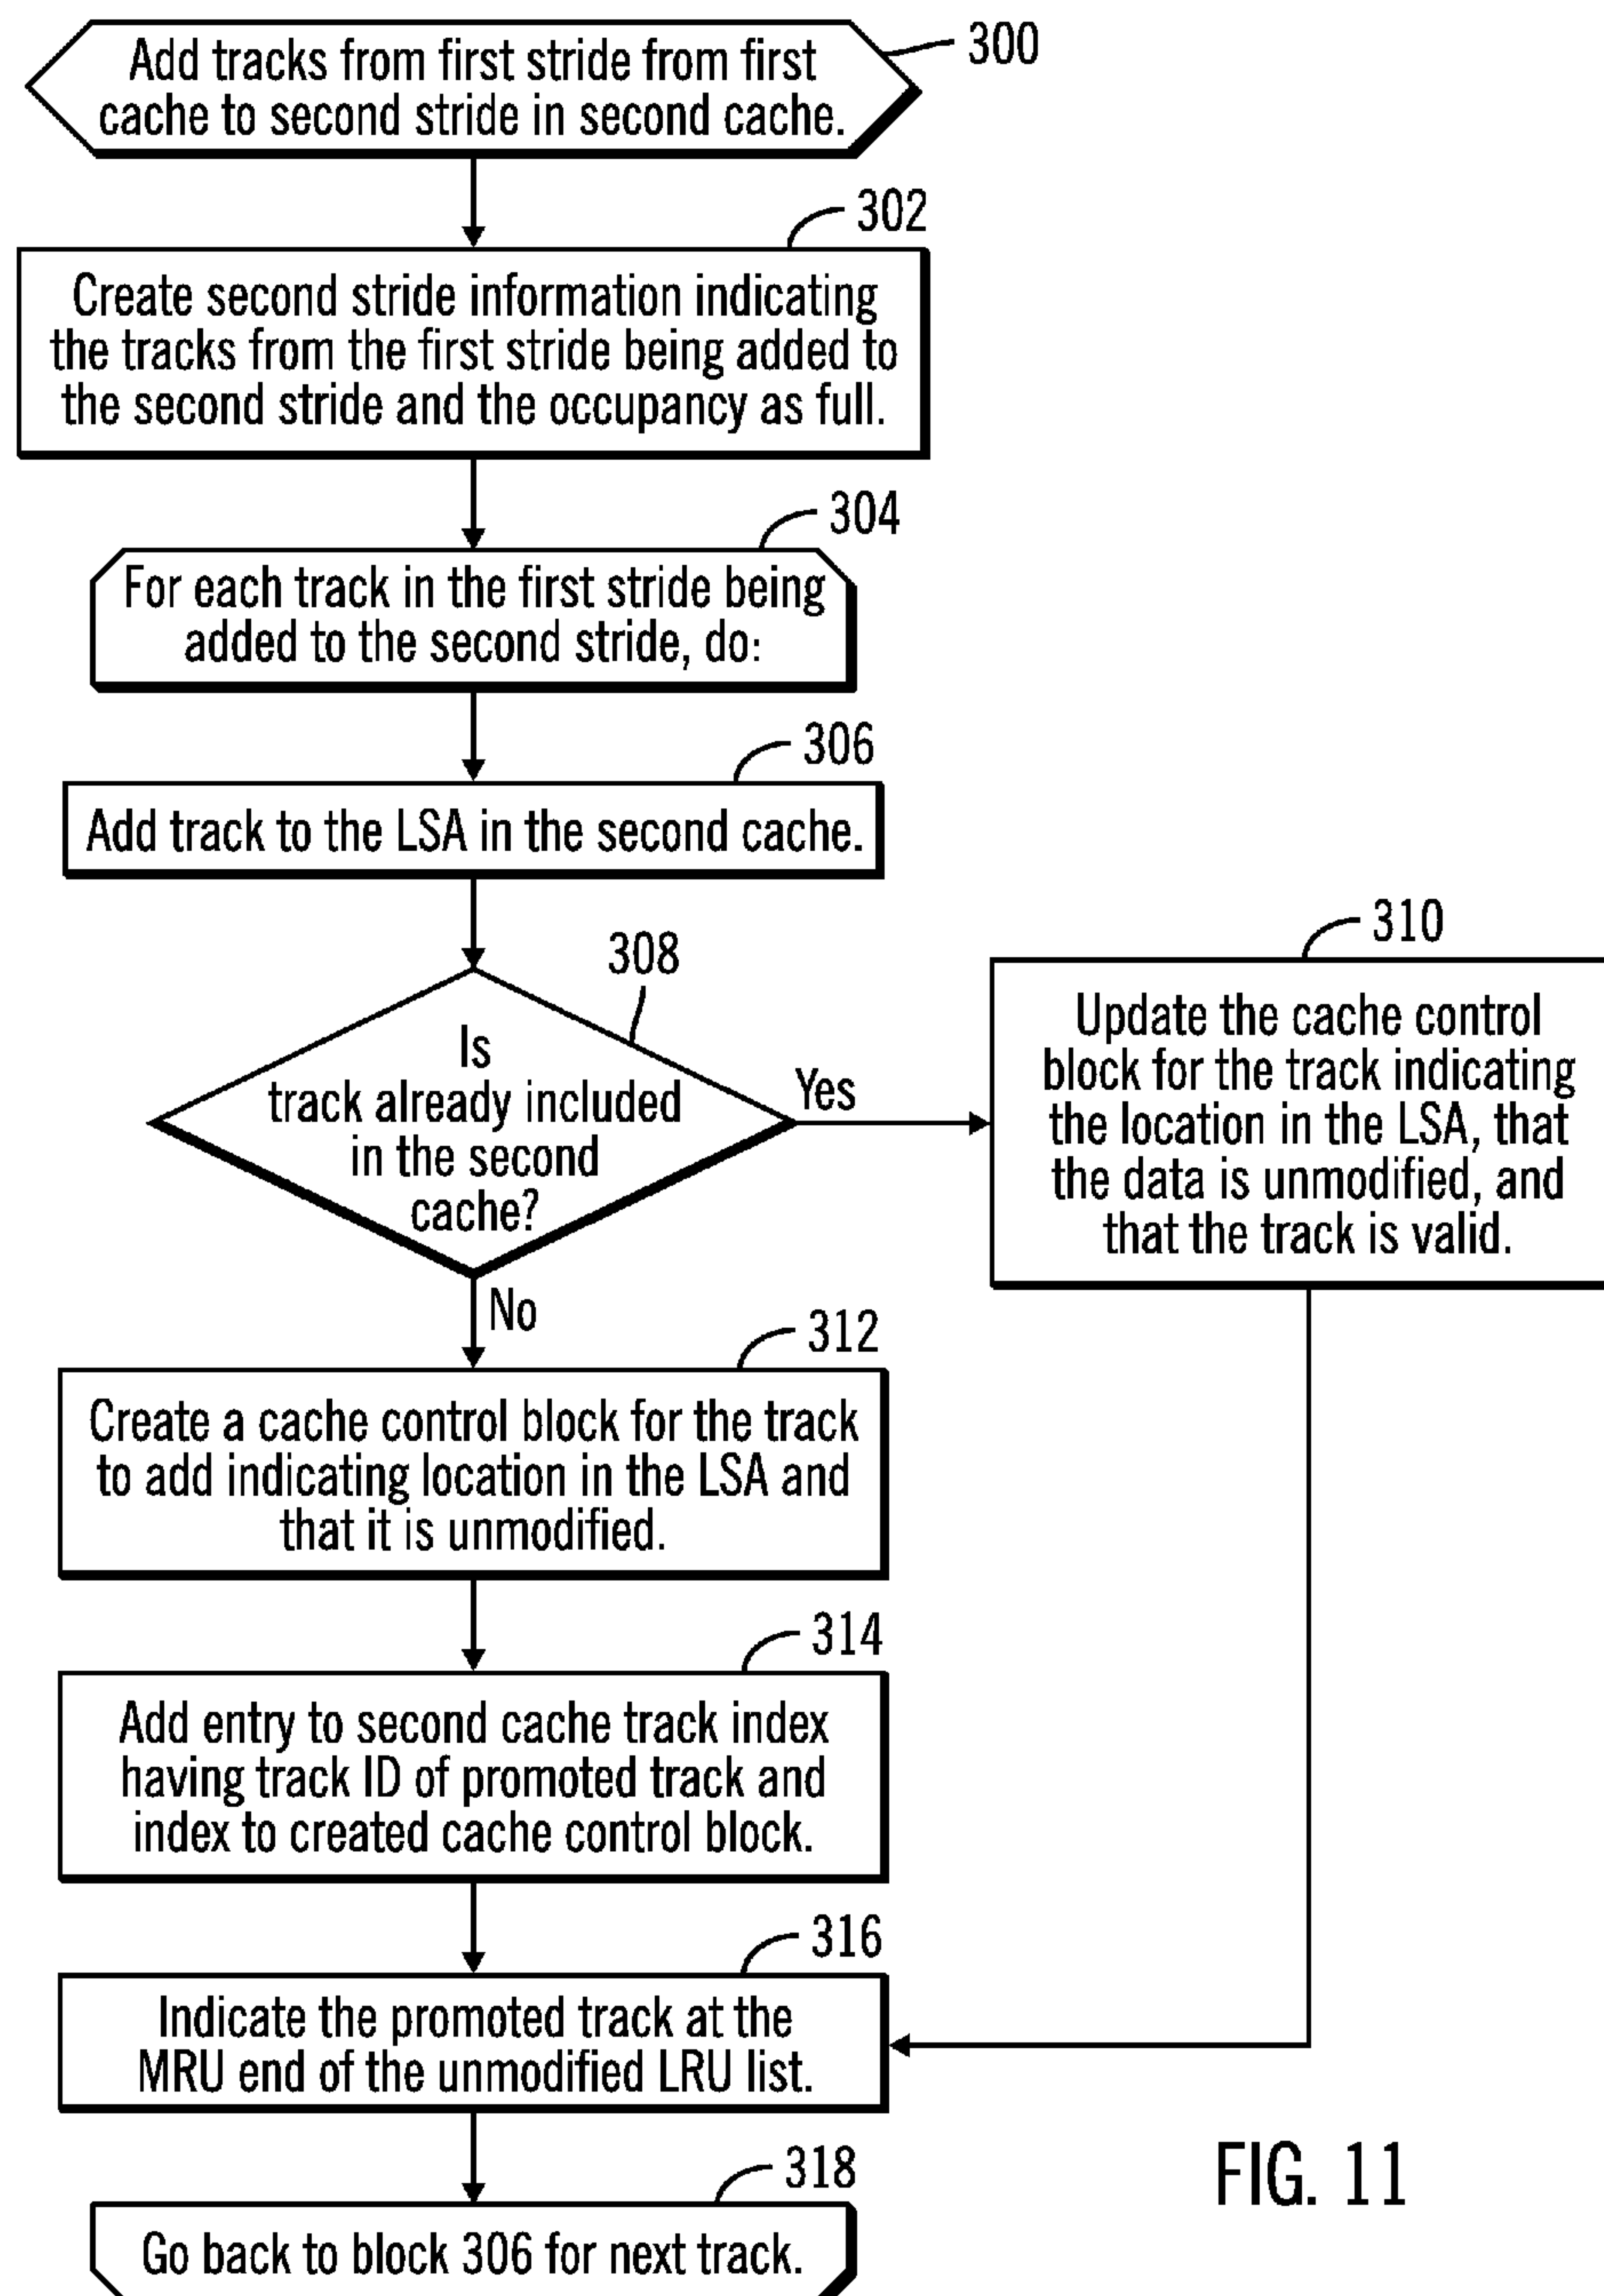 Add tracks from first stride from first
cache to second stride in second cache.
300
302
Create second stride information indicating
the tracks from the first stride being added to
the second stride and the occupancy as full.
304
For each track in the first stride being
added to the second stride, do:
306
Add track to the LSA in the second cache.
308
Is
track already included
in the second
cache?
Yes
No
310
Update the cache control
block for the track indicating
the location in the LSA, that
the data is unmodified, and
that the track is valid.
312
Create a cache control block for the track
to add indicating location in the LSA and
that it is unmodified.
314
Add entry to second cache track index
having track ID of promoted track and
index to created cache control block.
316
Indicate the promoted track at the
MRU end of the unmodified LRU list.
318
Go back to block 306 for next track.
FIG. 11